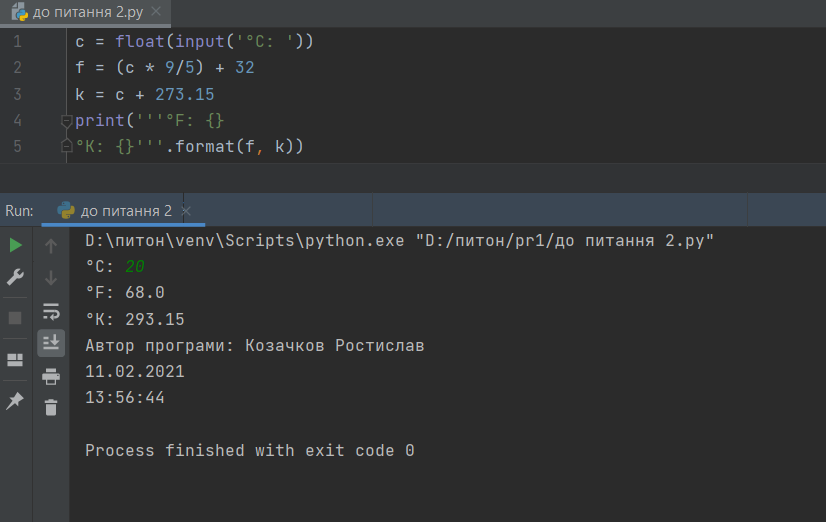 до питання 2.py
1 c = float(input('°C: '))
2 f = (c * 9/5) + 32
3 k = c + 273.15
4 print('''°F: {}
5 °K: {}'''.format(f, k))
Run: до питання 2
D:\питон\venv\Scripts\python.exe "D:/питон/pr1/до питання 2.py"
°C: 20
°F: 68.0
°K: 293.15
Автор програми: Козачков Ростислав
11.02.2021
13:56:44
Process finished with exit code 0